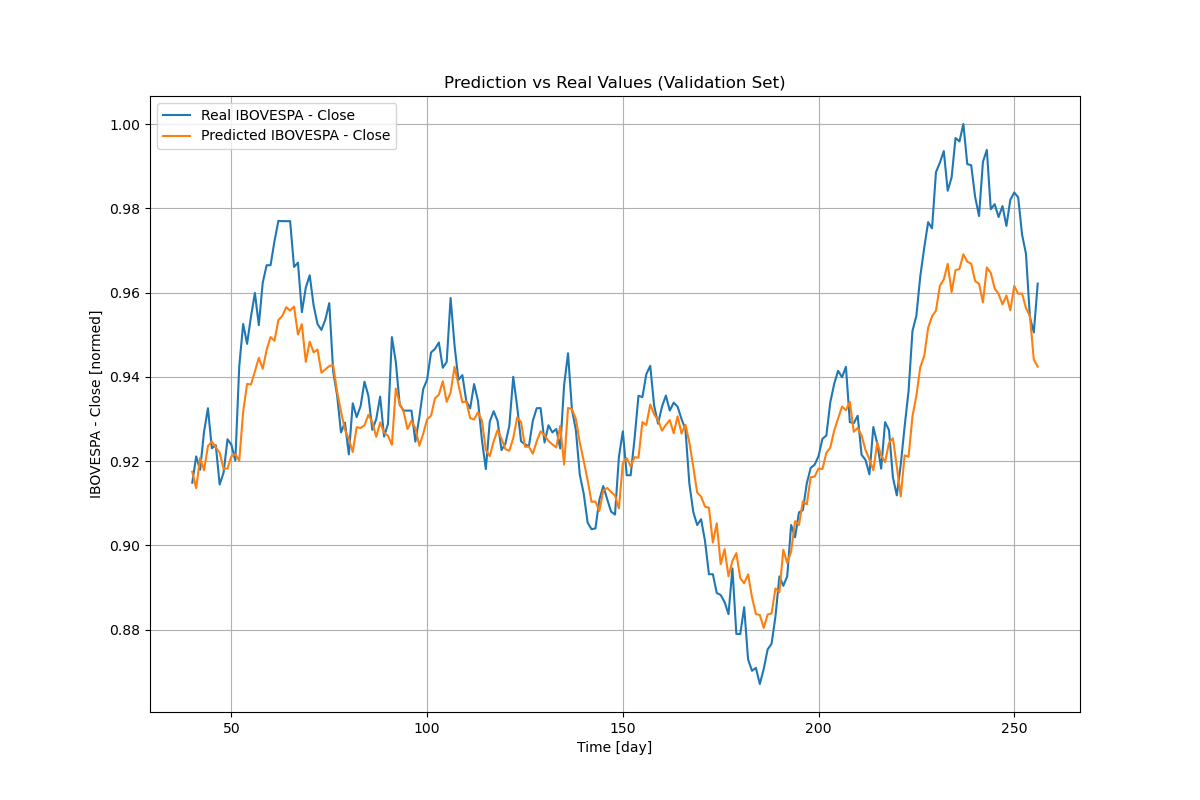 Prediction vs Real Values (Validation Set)
Real IBOVESPA - Close
Predicted IBOVESPA - Close
1.00
0.98
0.96
0.94
0.92
0.90
0.88
IBOVESPA - Close [normed]
50
100
150
200
250
Time [day]